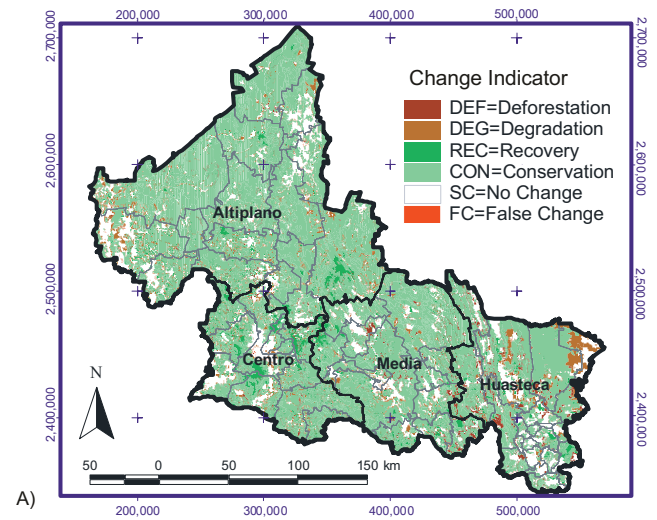 200,000 300,000 400,000 500,000
2,700,000
2,700,000
Change Indicator
DEF=Deforestation
DEG=Degradation
REC=Recovery
CON=Conservation
SC=No Change
FC=False Change
2,600,000
2,600,000
Altiplano
2,500,000
2,500,000
Centro
Media
Huasteca
N
2,400,000
2,400,000
50 0 50 100 150 km
A)
200,000 300,000 400,000 500,000